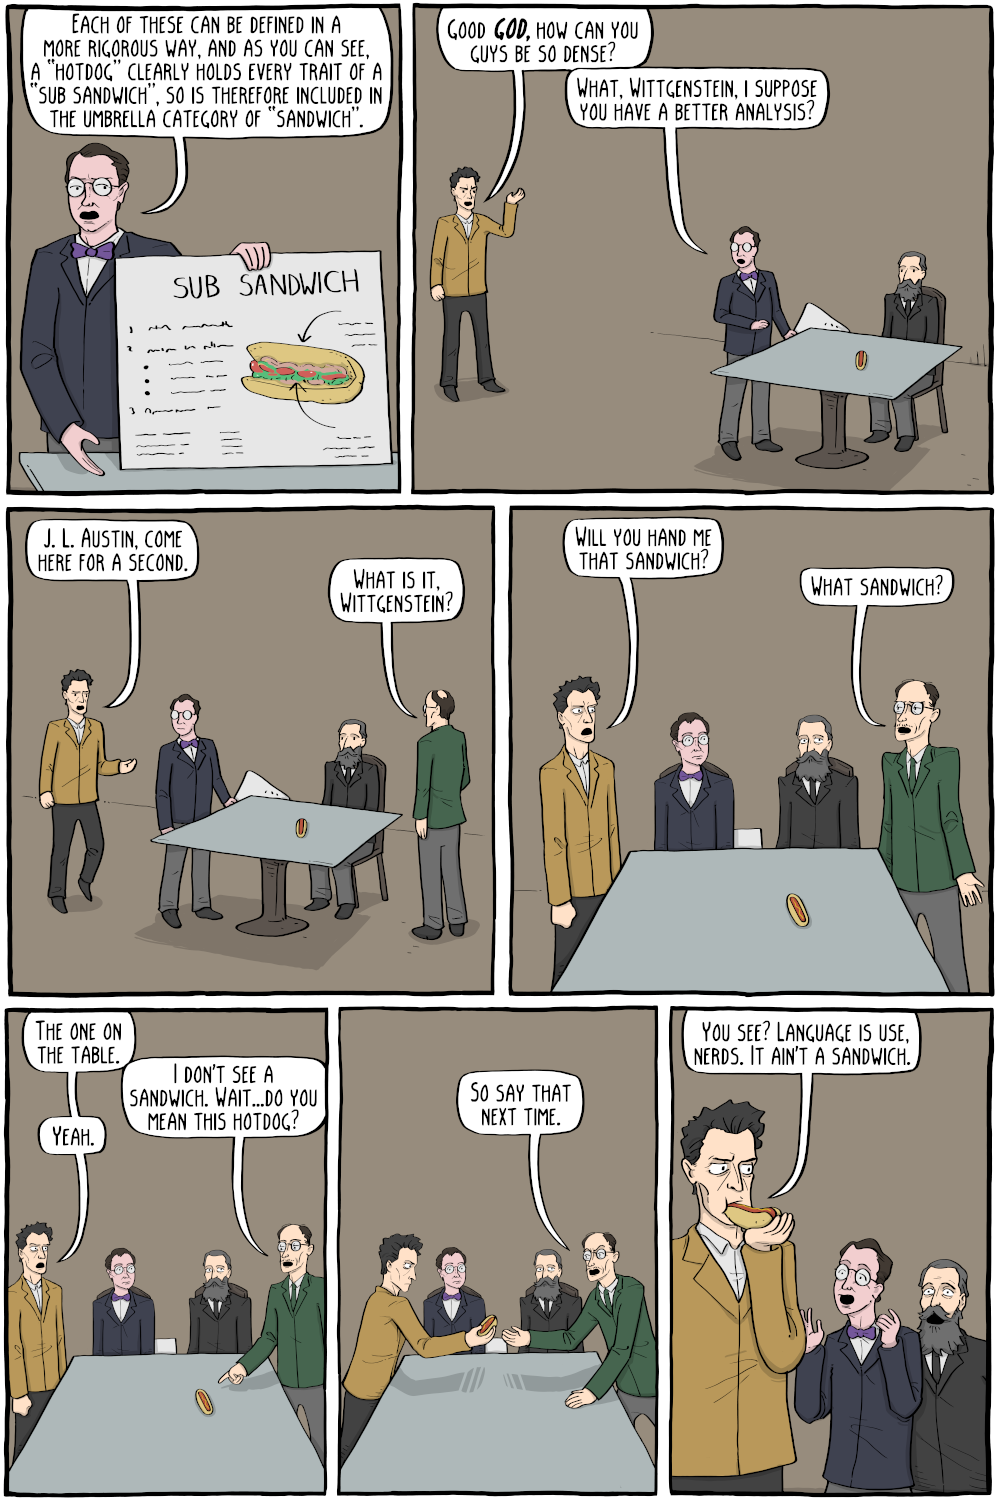 EACH OF THESE CAN BE DEFINED IN A
MORE RIGOROUS WAY, AND AS YOU CAN SEE,
A "HOTDOG" CLEARLY HOLDS EVERY TRAIT OF A
"SUB SANDWICH", SO IS THEREFORE INCLUDED IN
THE UMBRELLA CATEGORY OF "SANDWICH".
SUB SANDWICH
1
2
3
GOOD GOD, HOW CAN YOU
GUYS BE SO DENSE?
WHAT, WITTGENSTEIN, I SUPPOSE
YOU HAVE A BETTER ANALYSIS?
J. L. AUSTIN, COME
HERE FOR A SECOND.
WHAT IS IT,
WITTGENSTEIN?
WILL YOU HAND ME
THAT SANDWICH?
WHAT SANDWICH?
THE ONE ON
THE TABLE.
I DON'T SEE A
SANDWICH. WAIT...DO YOU
MEAN THIS HOTDOG?
YEAH.
SO SAY THAT
NEXT TIME.
YOU SEE? LANGUAGE IS USE,
NERDS. IT AIN'T A SANDWICH.